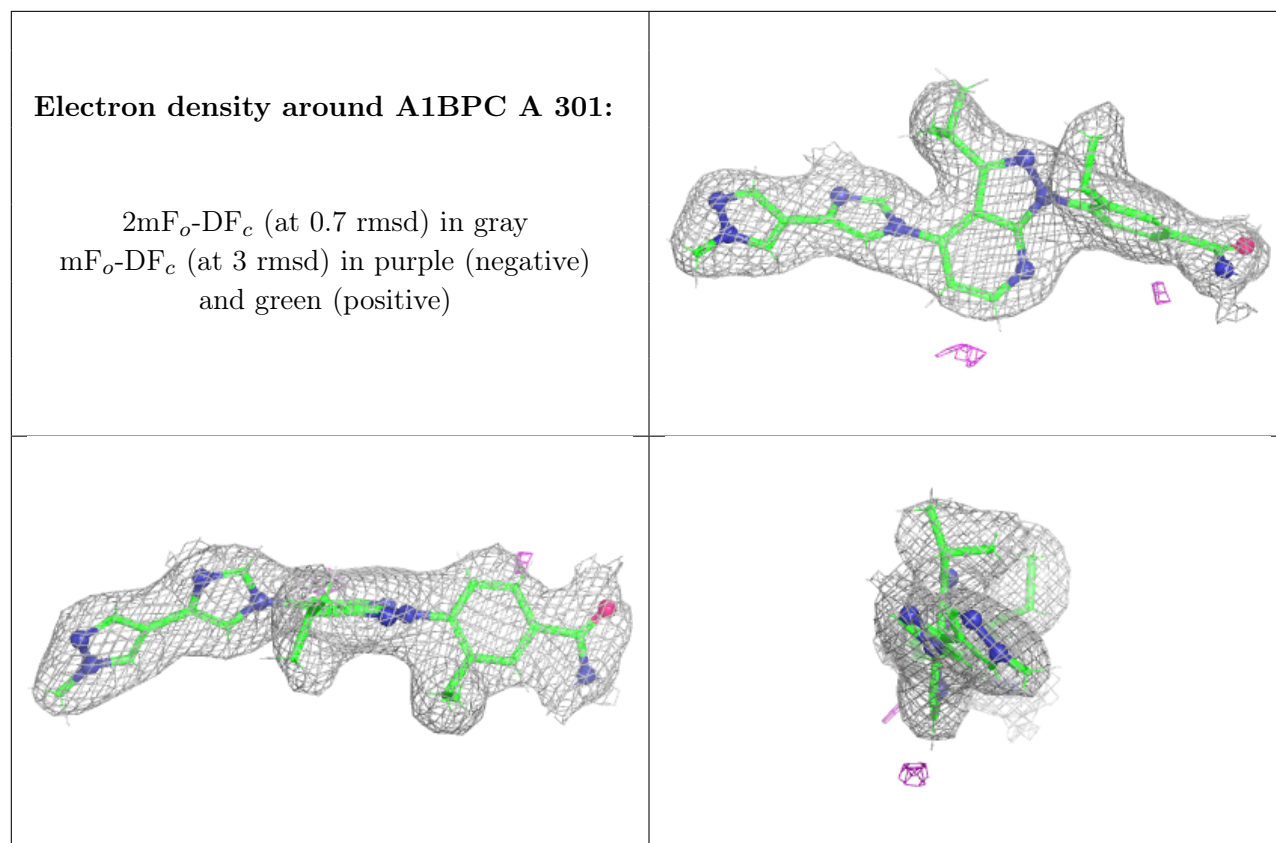 Electron density around A1BPC A 301:
2mFo-DFc (at 0.7 rmsd) in gray
mFo-DFc (at 3 rmsd) in purple (negative)
and green (positive)